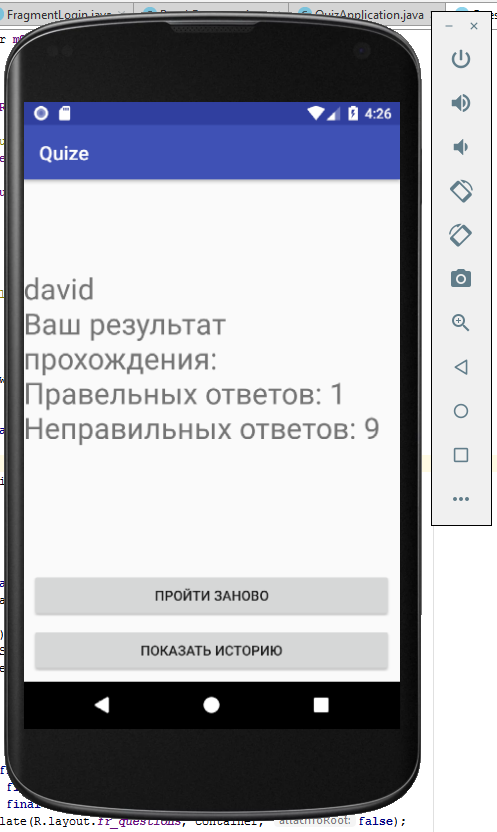 FragmentLogin.java
QuizApplication.java
4:26
Quize
david
Ваш результат
прохождения:
Правельных ответов: 1
Неправильных ответов: 9
ПРОЙТИ ЗАНОВО
ПОКАЗАТЬ ИСТОРИЮ
final
late(R.layout.fr_questions, container, attachToRoot: false);